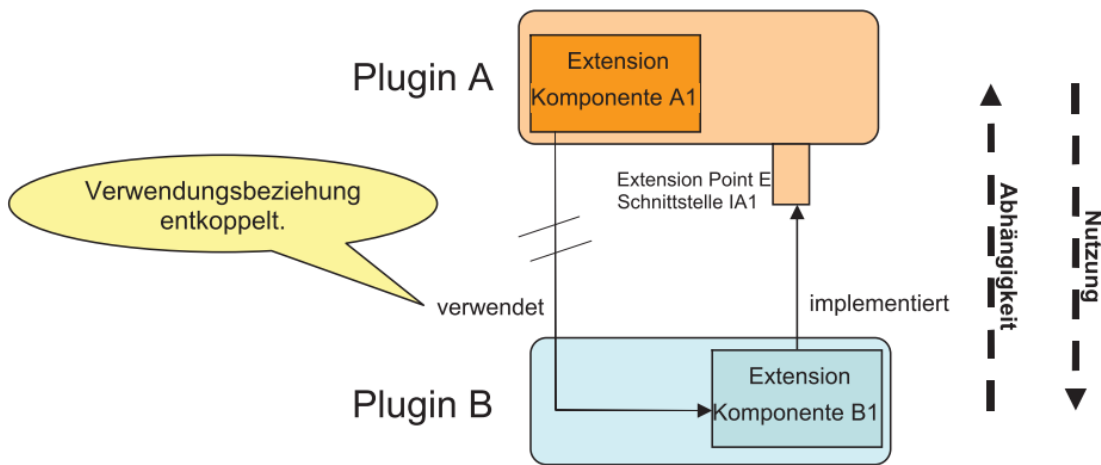 Plugin A
Extension
Komponente A1
Verwendungsbeziehung
entkoppelt.
Extension Point E
Schnittstelle IA1
verwendet
implementiert
Plugin B
Extension
Komponente B1
Abhängigkeit
Nutzung